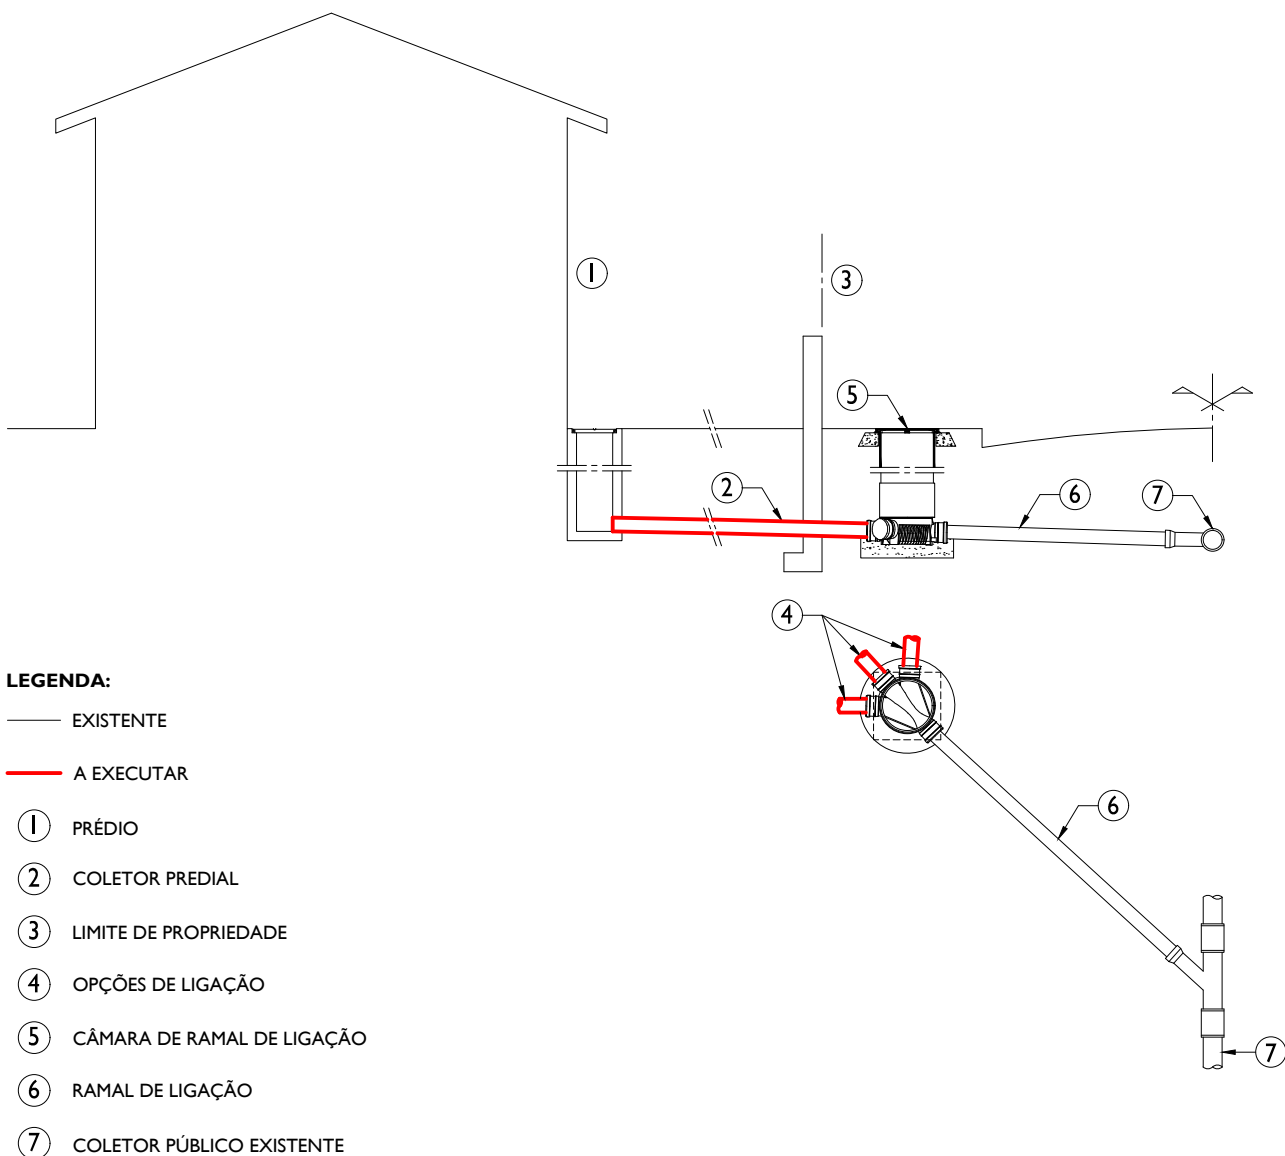 1
3
5
2
6
7
4
6
7
LEGENDA:
EXISTENTE
A EXECUTAR
1 PRÉDIO
2 COLETOR PREDIAL
3 LIMITE DE PROPRIEDADE
4 OPÇÕES DE LIGAÇÃO
5 CÂMARA DE RAMAL DE LIGAÇÃO
6 RAMAL DE LIGAÇÃO
7 COLETOR PÚBLICO EXISTENTE